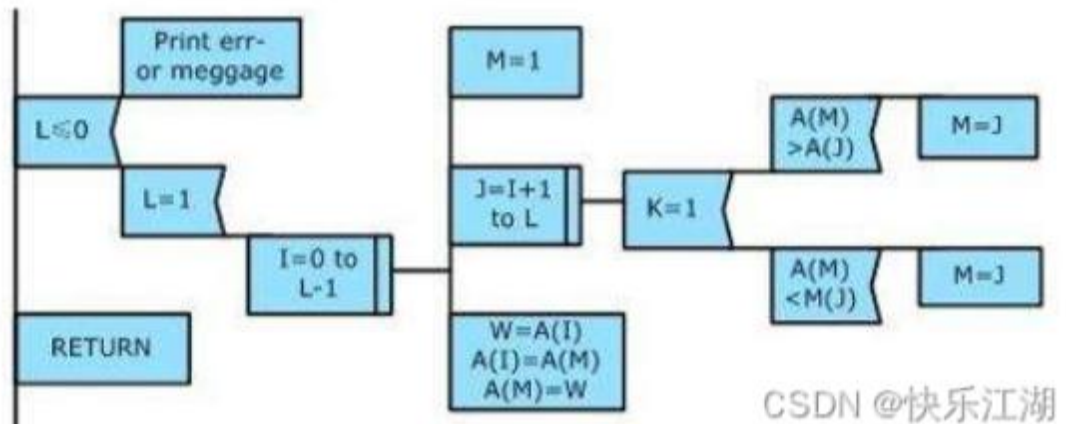 Print err-
or meggage
L≤0
L=1
I=0 to
L-1
M=1
J=I+1
to L
K=1
A(M)
>A(J)
M=J
A(M)
<M(J)
M=J
W=A(I)
A(I)=A(M)
A(M)=W
RETURN
CSDN @快乐江湖